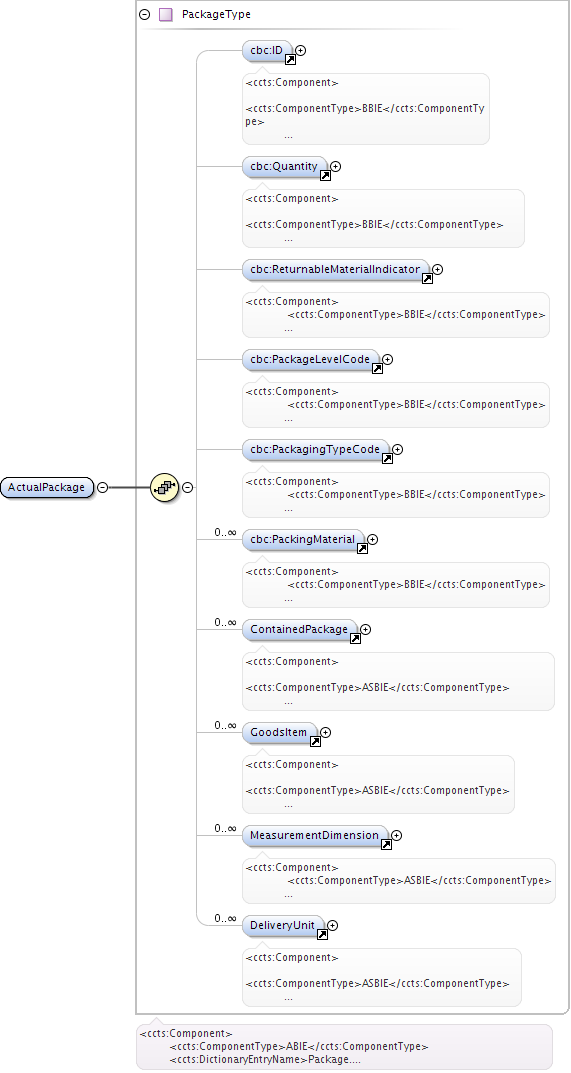 PackageType
cbc:ID
<ccts:Component>
<ccts:ComponentType>BBIE</ccts:ComponentTy
pe>
...
cbc:Quantity
<ccts:Component>
<ccts:ComponentType>BBIE</ccts:ComponentType>
...
cbc:ReturnableMaterialIndicator
<ccts:Component>
<ccts:ComponentType>BBIE</ccts:ComponentType>
...
cbc:PackageLevelCode
<ccts:Component>
<ccts:ComponentType>BBIE</ccts:ComponentType>
...
cbc:PackagingTypeCode
<ccts:Component>
<ccts:ComponentType>BBIE</ccts:ComponentType>
...
ActualPackage
0..∞
cbc:PackingMaterial
<ccts:Component>
<ccts:ComponentType>BBIE</ccts:ComponentType>
...
0..∞
ContainedPackage
<ccts:Component>
<ccts:ComponentType>ASBIE</ccts:ComponentType>
...
0..∞
GoodsItem
<ccts:Component>
<ccts:ComponentType>ASBIE</ccts:ComponentType>
...
0..∞
MeasurementDimension
<ccts:Component>
<ccts:ComponentType>ASBIE</ccts:ComponentType>
...
0..∞
DeliveryUnit
<ccts:Component>
<ccts:ComponentType>ASBIE</ccts:ComponentType>
...
<ccts:Component>
<ccts:ComponentType>ABIE</ccts:ComponentType>
<ccts:DictionaryEntryName>Package....